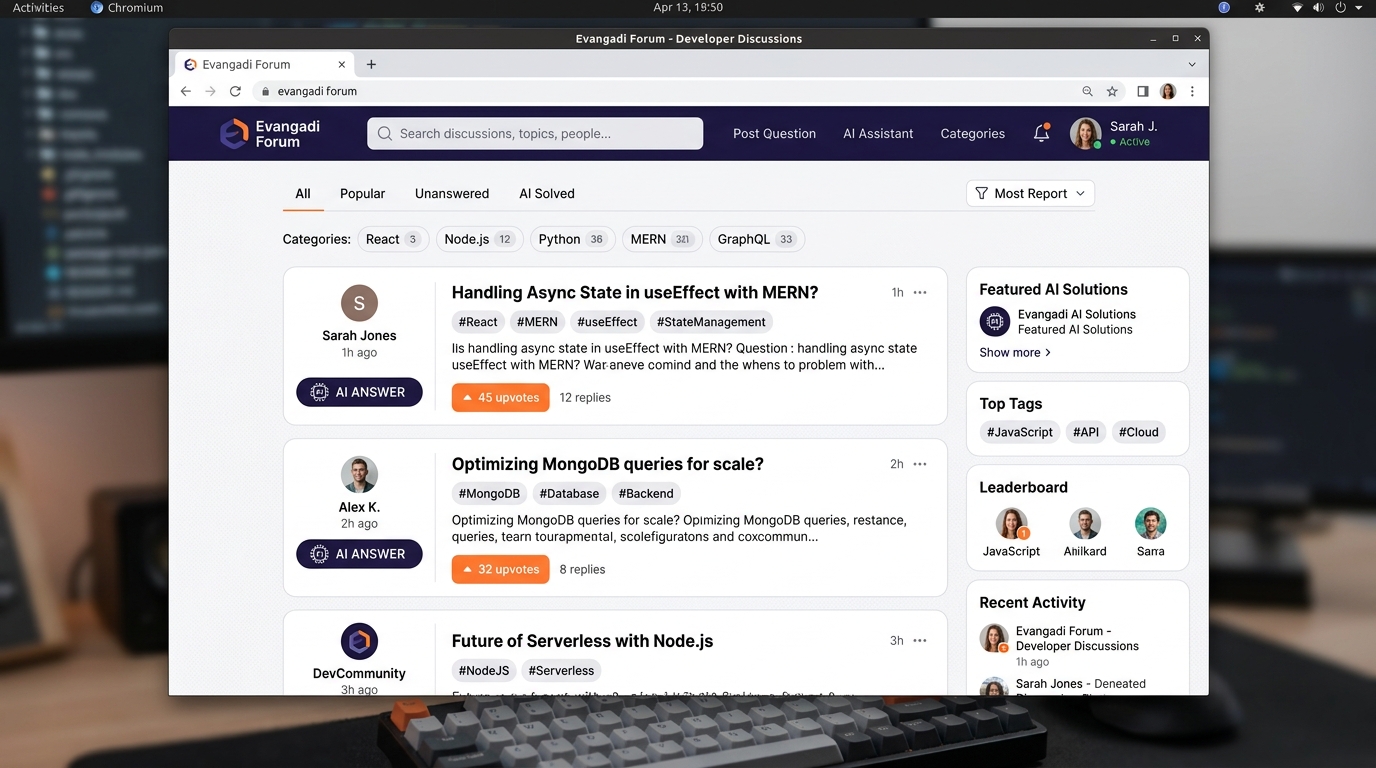 Activities
Chromium
Apr 13, 19:50
Evangadi Forum - Developer Discussions
Evangadi Forum
evangadi forum
Evangadi
Forum
Search discussions, topics, people...
Post Question
AI Assistant
Categories
Sarah J.
Active
All
Popular
Unanswered
AI Solved
Most Report
Categories:
React 3
Node.js 12
Python 36
MERN
GraphQL 33
S
Sarah Jones
1h ago
AI ANSWER
Handling Async State in useEffect with MERN?
1h
#React #MERN #useEffect #StateManagement
Iis handling async state in useEffect with MERN? Question : handling async state
useEffect with MERN? War aneve comind and the whens to problem with...
45 upvotes
12 replies
Alex K.
2h ago
AI ANSWER
Optimizing MongoDB queries for scale?
2h
#MongoDB #Database #Backend
Optimizing MongoDB queries for scale? Opimizing MongoDB queries, restance,
queries, tearn tourapmental, scolefiguratons and coxcommun...
32 upvotes
8 replies
DevCommunity
3h ago
Future of Serverless with Node.js
3h
#NodeJS #Serverless
Featured AI Solutions
Evangadi AI Solutions
Featured AI Solutions
Show more
Top Tags
#JavaScript #API #Cloud
Leaderboard
1
JavaScript
Ahilkard
Sarra
Recent Activity
Evangadi Forum -
Developer Discussions
1h ago
Sarah Jones - Deneated